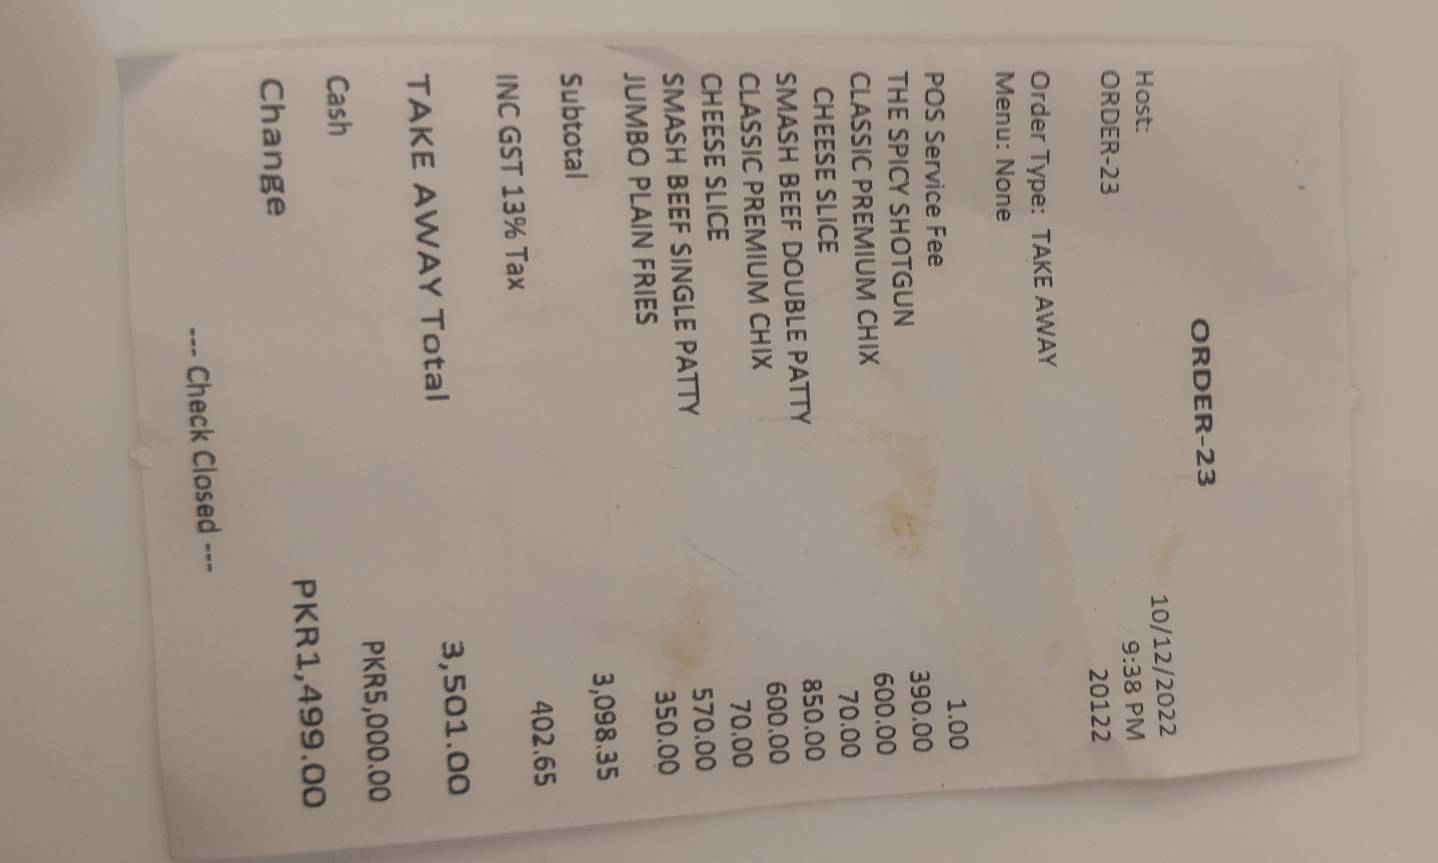 ORDER-23
Host: 10/12/2022
ORDER-23 9:38 PM
20122
Order Type: TAKE AWAY
Menu: None
POS Service Fee 1.00
THE SPICY SHOTGUN 390.00
CLASSIC PREMIUM CHIX 600.00
CHEESE SLICE 70.00
SMASH BEEF DOUBLE PATTY 850.00
CLASSIC PREMIUM CHIX 600.00
CHEESE SLICE 70.00
SMASH BEEF SINGLE PATTY 570.00
JUMBO PLAIN FRIES 350.00
Subtotal 3,098.35
INC GST 13% Tax 402.65
TAKE AWAY Total 3,501.00
Cash PKR5,000.00
Change PKR1,499.00
--- Check Closed ---